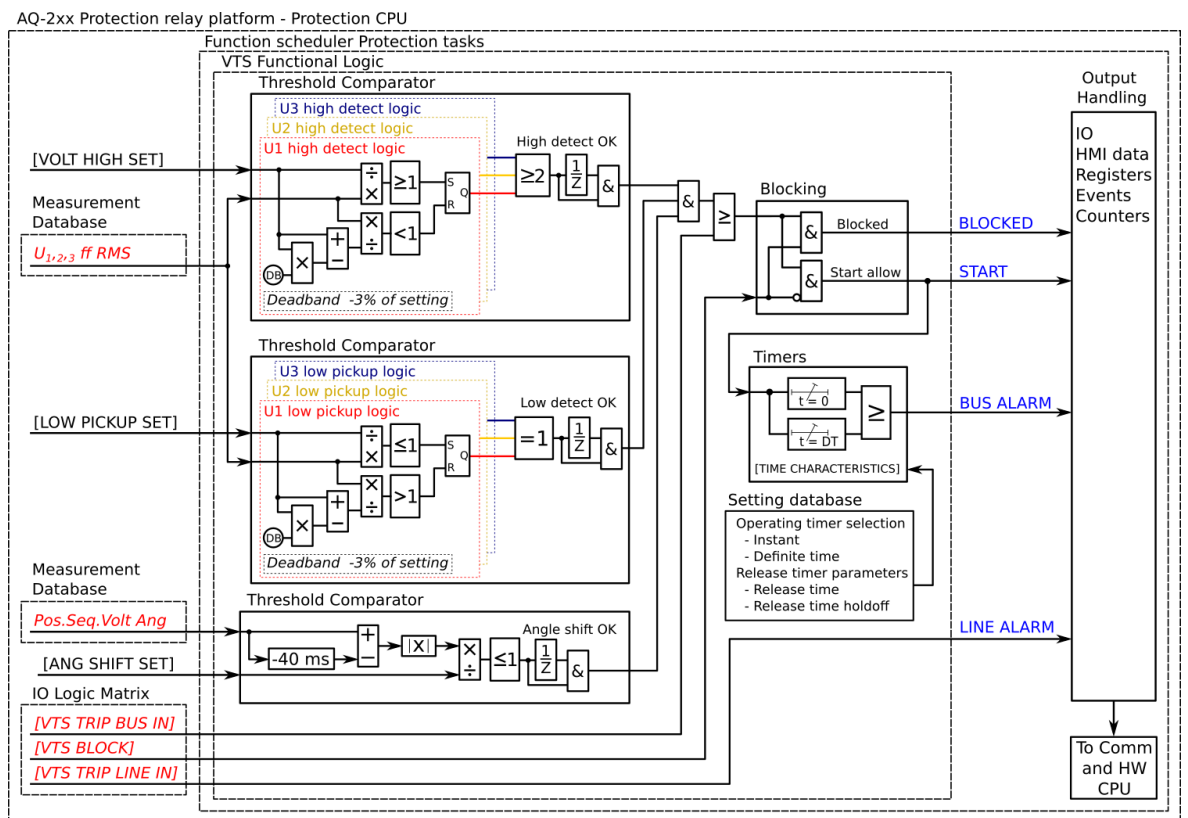 AQ-2xx Protection relay platform - Protection CPU
Function scheduler Protection tasks
VTS Functional Logic
Threshold Comparator
U3 high detect logic
U2 high detect logic
U1 high detect logic
High detect OK
[VOLT HIGH SET]
÷
×
≥1
S
R
Q
≥2
1
Z
&
Measurement
Database
U1,2,3 ff RMS
×
÷
<1
+
−
×
DB
Deadband -3% of setting
&
≥
Blocking
&
Blocked
&
Start allow
BLOCKED
START
Output
Handling
IO
HMI data
Registers
Events
Counters
Threshold Comparator
U3 low pickup logic
U2 low pickup logic
U1 low pickup logic
Low detect OK
[LOW PICKUP SET]
÷
×
≤1
S
R
Q
=1
1
Z
&
×
÷
>1
+
−
×
DB
Deadband -3% of setting
Timers
t = 0
t = DT
≥
[TIME CHARACTERISTICS]
BUS ALARM
Setting database
Operating timer selection
- Instant
- Definite time
Release timer parameters
- Release time
- Release time holdoff
Measurement
Database
Pos.Seq.Volt Ang
Threshold Comparator
Angle shift OK
-40 ms
+
−
|X|
×
÷
≤1
1
Z
&
[ANG SHIFT SET]
LINE ALARM
IO Logic Matrix
[VTS TRIP BUS IN]
[VTS BLOCK]
[VTS TRIP LINE IN]
To Comm
and HW
CPU